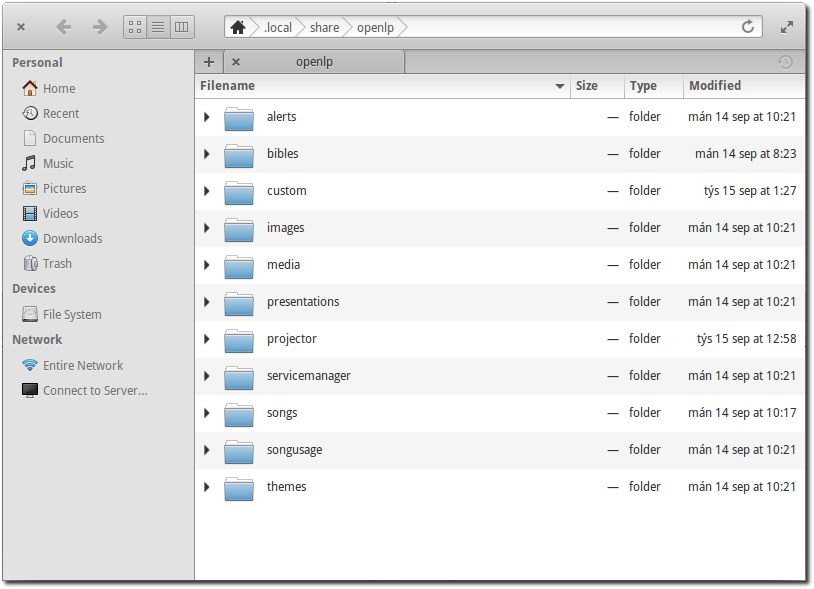 .local share openlp
Personal
Home
Recent
Documents
Music
Pictures
Videos
Downloads
Trash
Devices
File System
Network
Entire Network
Connect to Server...
openlp
Filename Size Type Modified
alerts — folder mán 14 sep at 10:21
bibles — folder mán 14 sep at 8:23
custom — folder týs 15 sep at 1:27
images — folder mán 14 sep at 10:21
media — folder mán 14 sep at 10:21
presentations — folder mán 14 sep at 10:21
projector — folder týs 15 sep at 12:58
servicemanager — folder mán 14 sep at 10:21
songs — folder mán 14 sep at 10:17
songusage — folder mán 14 sep at 10:21
themes — folder mán 14 sep at 10:21